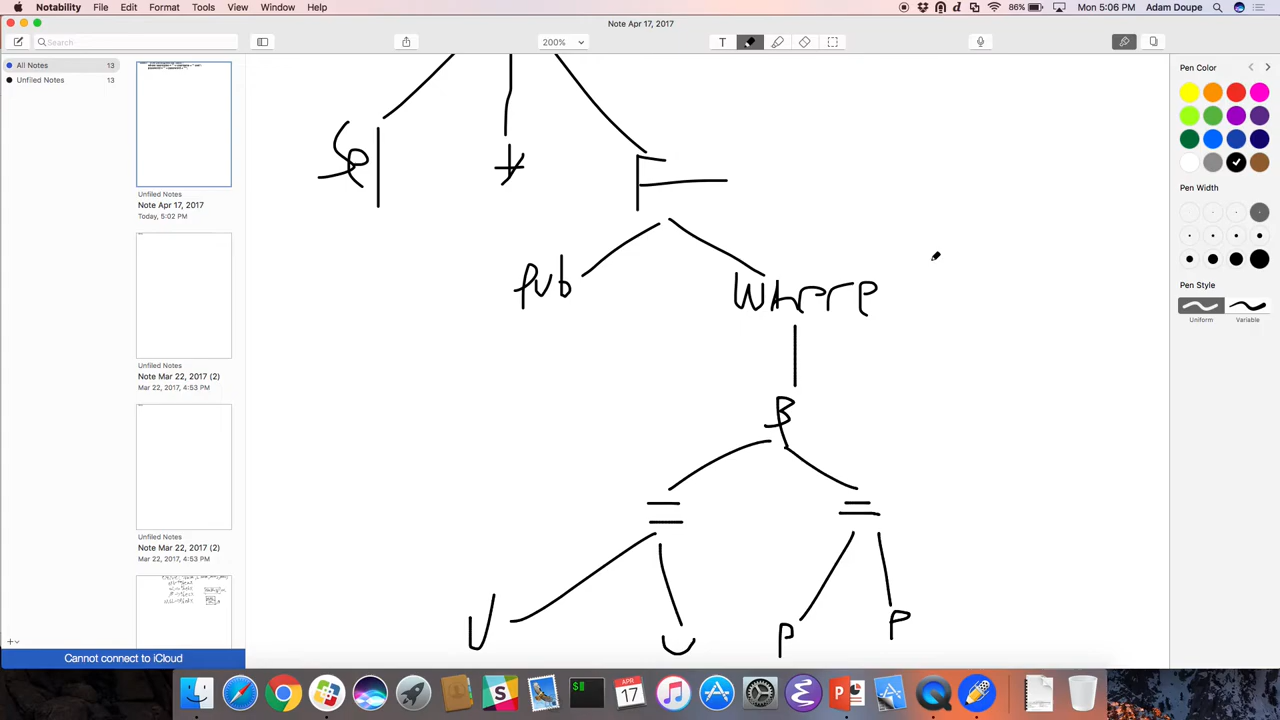 Notability File Edit Format Tools View Window Help
86% Mon 5:06 PM Adam Doupe
Note Apr 17, 2017
Search
200%
T
All Notes 13
Unfiled Notes 13
Unfiled Notes
Note Apr 17, 2017
Today, 5:02 PM
Unfiled Notes
Note Mar 22, 2017 (2)
Mar 22, 2017, 4:53 PM
Unfiled Notes
Note Mar 22, 2017 (2)
Mar 22, 2017, 4:53 PM
Cannot connect to iCloud
Sel
*
F
Pub
Where
=
=
U
U
P
P
Pen Color
Pen Width
Pen Style
Uniform
Variable
APR
17